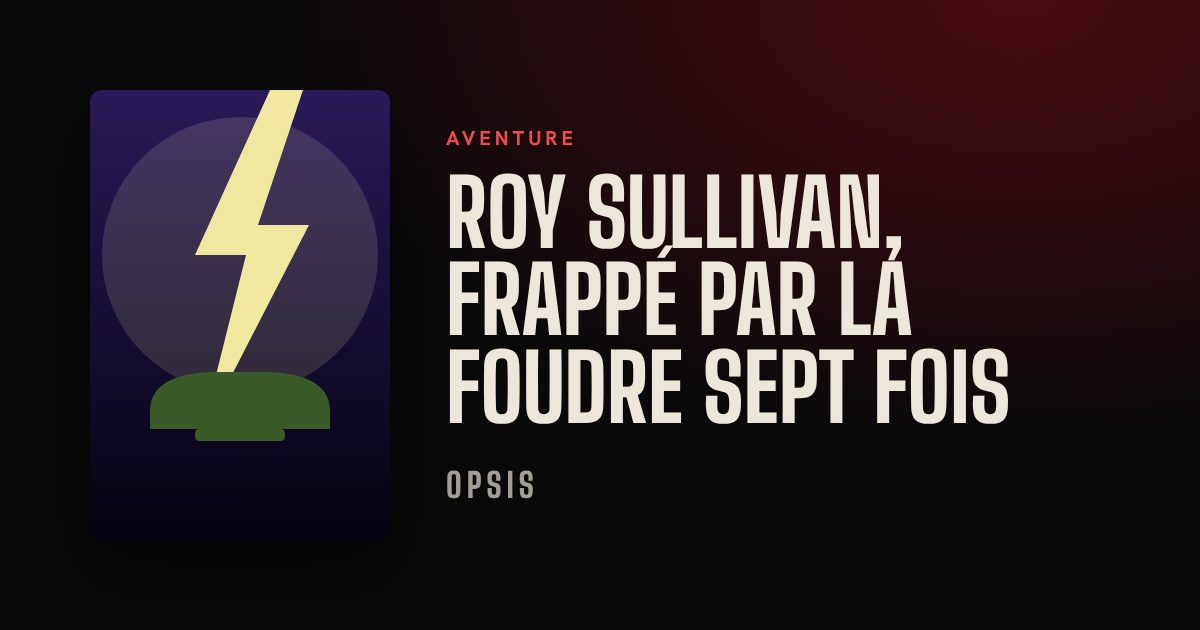 AVENTURE
ROY SULLIVAN,
FRAPPÉ PAR LA
FOUDRE SEPT FOIS
OPSIS